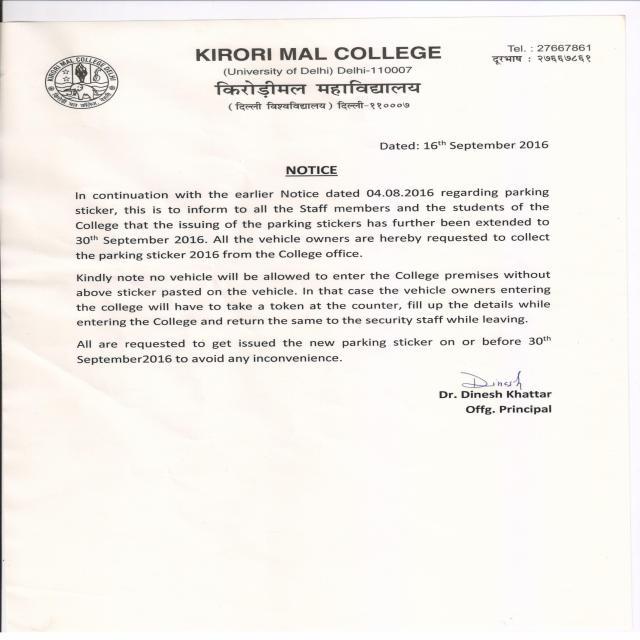 KIRORI MAL COLLEGE
(University of Delhi) Delhi-110007
किरोड़ीमल महाविद्यालय
( दिल्ली विश्वविद्यालय ) दिल्ली-११०००७
Tel. : 27667861
दूरभाष : २७६६७८६१
KIRORI MAL COLLEGE DELHI
Dated: 16th September 2016
NOTICE
In continuation with the earlier Notice dated 04.08.2016 regarding parking
sticker, this is to inform to all the Staff members and the students of the
College that the issuing of the parking stickers has further been extended to
30th September 2016. All the vehicle owners are hereby requested to collect
the parking sticker 2016 from the College office.
Kindly note no vehicle will be allowed to enter the College premises without
above sticker pasted on the vehicle. In that case the vehicle owners entering
the college will have to take a token at the counter, fill up the details while
entering the College and return the same to the security staff while leaving.
All are requested to get issued the new parking sticker on or before 30th
September2016 to avoid any inconvenience.
Dinesh
Dr. Dinesh Khattar
Offg. Principal